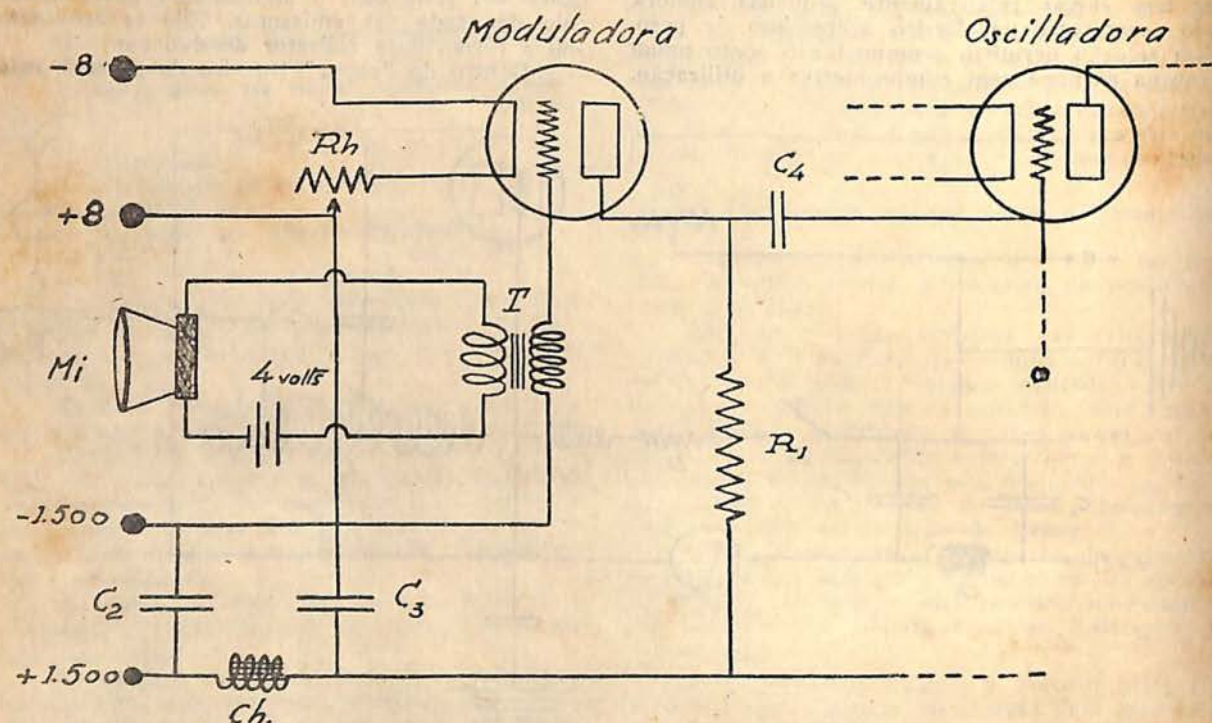 Moduladora
Oscilladora
-8
Rh
C4
+8
T
Mi
4 volts
R1
-1.500
C2
C3
+1.500
Ch.